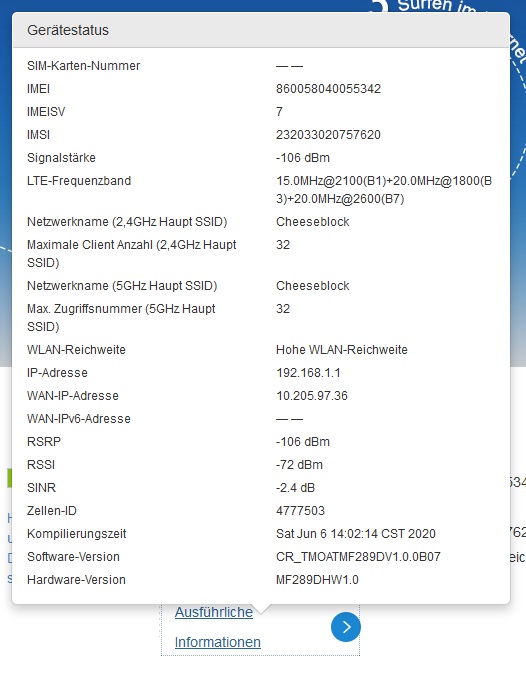 Surfen im
Gerätestatus
SIM-Karten-Nummer — —
IMEI 860058040055342
IMEISV 7
IMSI 232033020757620
Signalstärke -106 dBm
LTE-Frequenzband 15.0MHz@2100(B1)+20.0MHz@1800(B
3)+20.0MHz@2600(B7)
Netzwerkname (2,4GHz Haupt SSID) Cheeseblock
Maximale Client Anzahl (2,4GHz Haupt 32
SSID)
Netzwerkname (5GHz Haupt SSID) Cheeseblock
Max. Zugriffsnummer (5GHz Haupt 32
SSID)
WLAN-Reichweite Hohe WLAN-Reichweite
IP-Adresse 192.168.1.1
WAN-IP-Adresse 10.205.97.36
WAN-IPv6-Adresse — —
RSRP -106 dBm
RSSI -72 dBm
SINR -2.4 dB
Zellen-ID 4777503
Kompilierungszeit Sat Jun 6 14:02:14 CST 2020
Software-Version CR_TMOATMF289DV1.0.0B07
Hardware-Version MF289DHW1.0
Ausführliche
Informationen